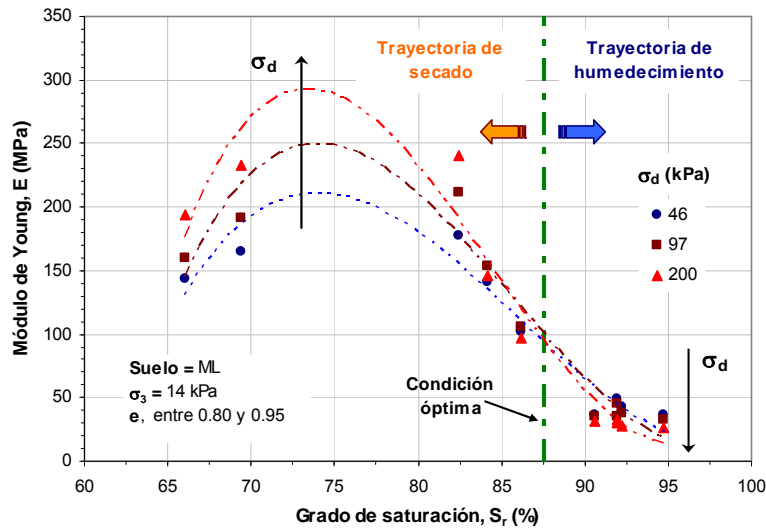 350
300
250
200
150
100
50
0
60
65
70
75
80
85
90
95
100
Módulo de Young, E (MPa)
Grado de saturación, Sr (%)
σd
Trayectoria de
secado
Trayectoria de
humedecimiento
σd (kPa)
46
97
200
Suelo = ML
σ3 = 14 kPa
e, entre 0.80 y 0.95
Condición
óptima
σd